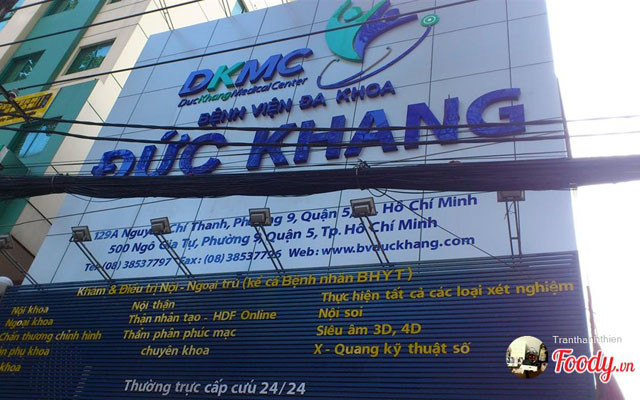 DKMC
DucKhangMedicalCenter
BỆNH VIỆN ĐA KHOA
ĐỨC KHANG
129A Nguyễn Chí Thanh, Phường 9, Quận 5, Tp. Hồ Chí Minh
500 Ngô Gia Tự, Phường 9, Quận 5, Tp. Hồ Chí Minh
Tel: (08) 38537797 Fax: (08) 38537796 Web: www.bvducKhang.com
Khám & Điều trị Nội - Ngoại trú (kể cả Bệnh nhân BHYT)
Nội khoa
Ngoại khoa
Chấn thương chỉnh hình
phụ khoa
khoa
Nội thận
Thận nhân tạo - HDF Online
Thẩm phân phúc mạc
chuyên khoa
Thực hiện tất cả các loại xét nghiệm
Nội soi
Siêu âm 3D, 4D
X - Quang kỹ thuật số
Thường trực cấp cứu 24/24
Tranthanhthien
Foody.vn